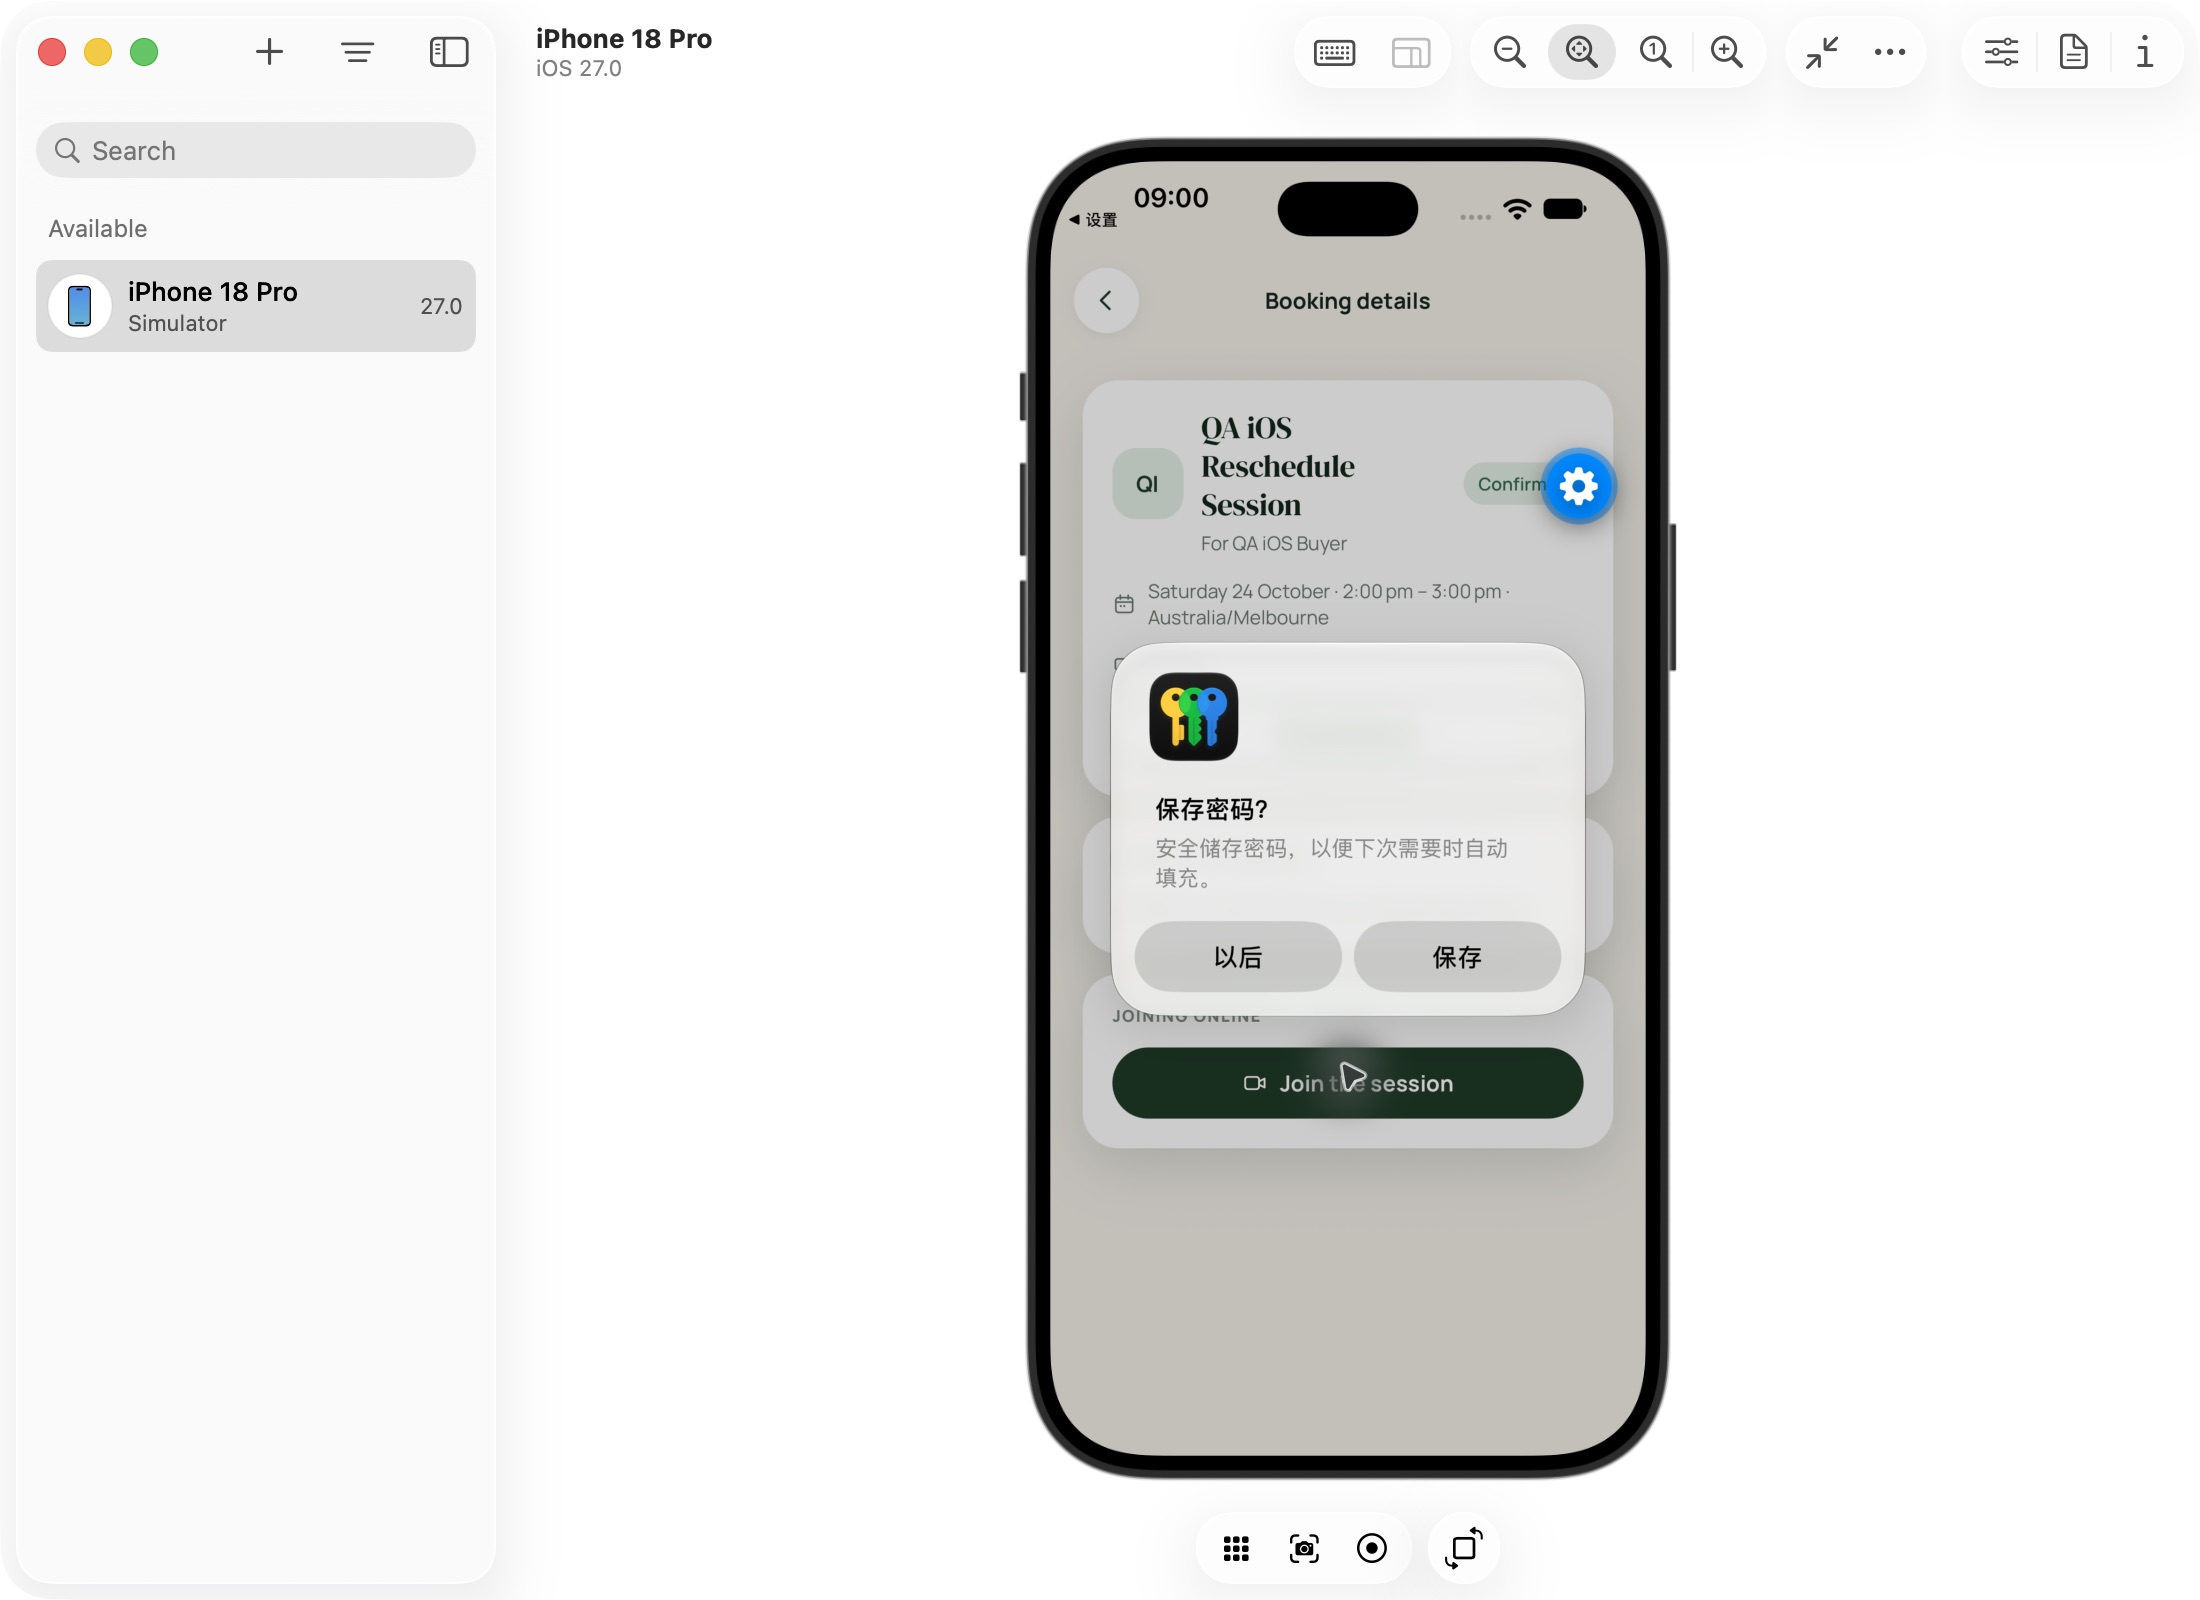 iPhone 18 Pro
iOS 27.0
Search
Available
iPhone 18 Pro
Simulator
27.0
09:00
设置
Booking details
QI
QA iOS
Reschedule
Session
For QA iOS Buyer
Confirm
Saturday 24 October · 2:00 pm – 3:00 pm ·
Australia/Melbourne
保存密码?
安全储存密码，以便下次需要时自动
填充。
以后
保存
JOINING ONLINE
Join the session